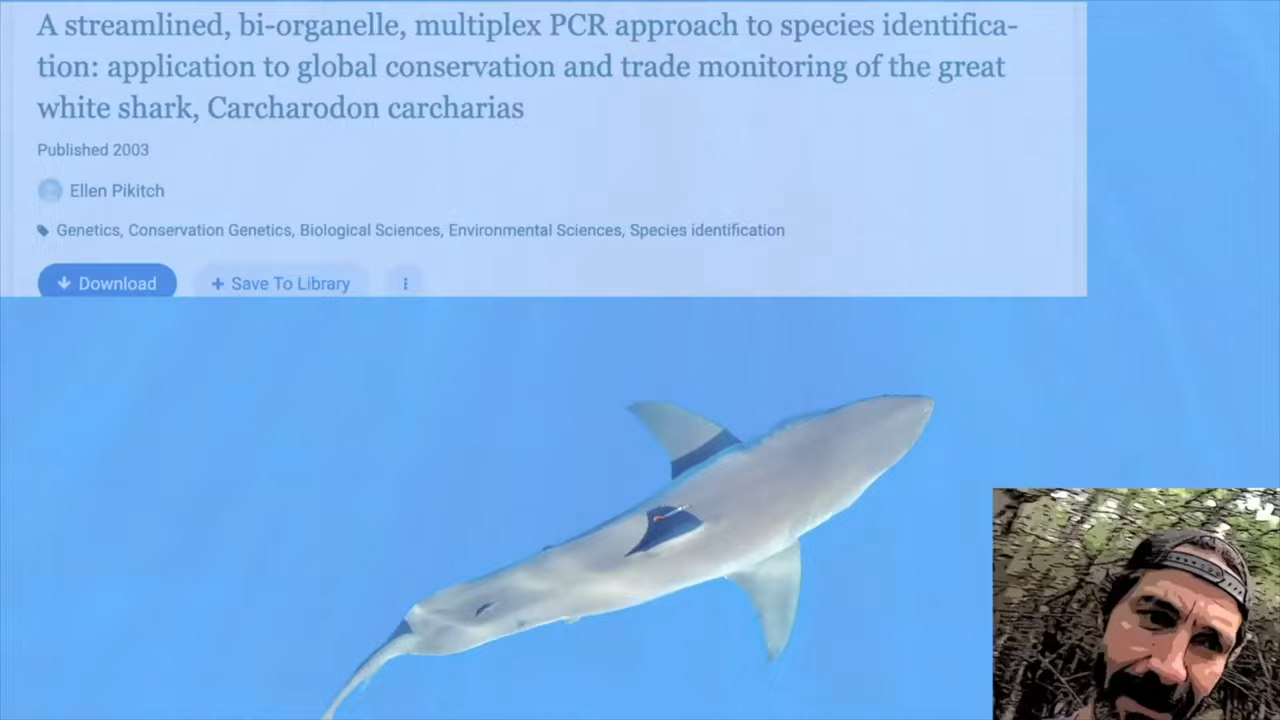 A streamlined, bi-organelle, multiplex PCR approach to species identifica-
tion: application to global conservation and trade monitoring of the great
white shark, Carcharodon carcharias
Published 2003
Ellen Pikitch
Genetics, Conservation Genetics, Biological Sciences, Environmental Sciences, Species identification
Download
+ Save To Library